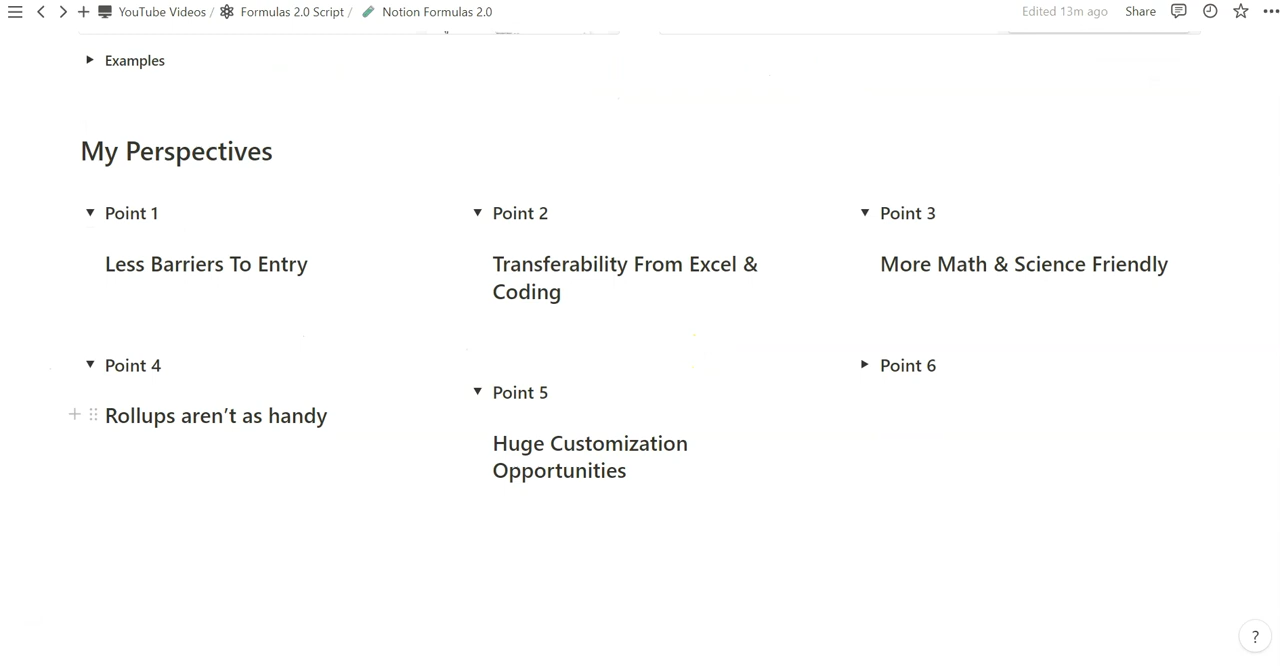 YouTube Videos / Formulas 2.0 Script / Notion Formulas 2.0
Edited 13m ago Share
Examples
My Perspectives
Point 1
Less Barriers To Entry
Point 2
Transferability From Excel &
Coding
Point 3
More Math & Science Friendly
Point 4
Rollups aren’t as handy
Point 5
Huge Customization
Opportunities
Point 6
?